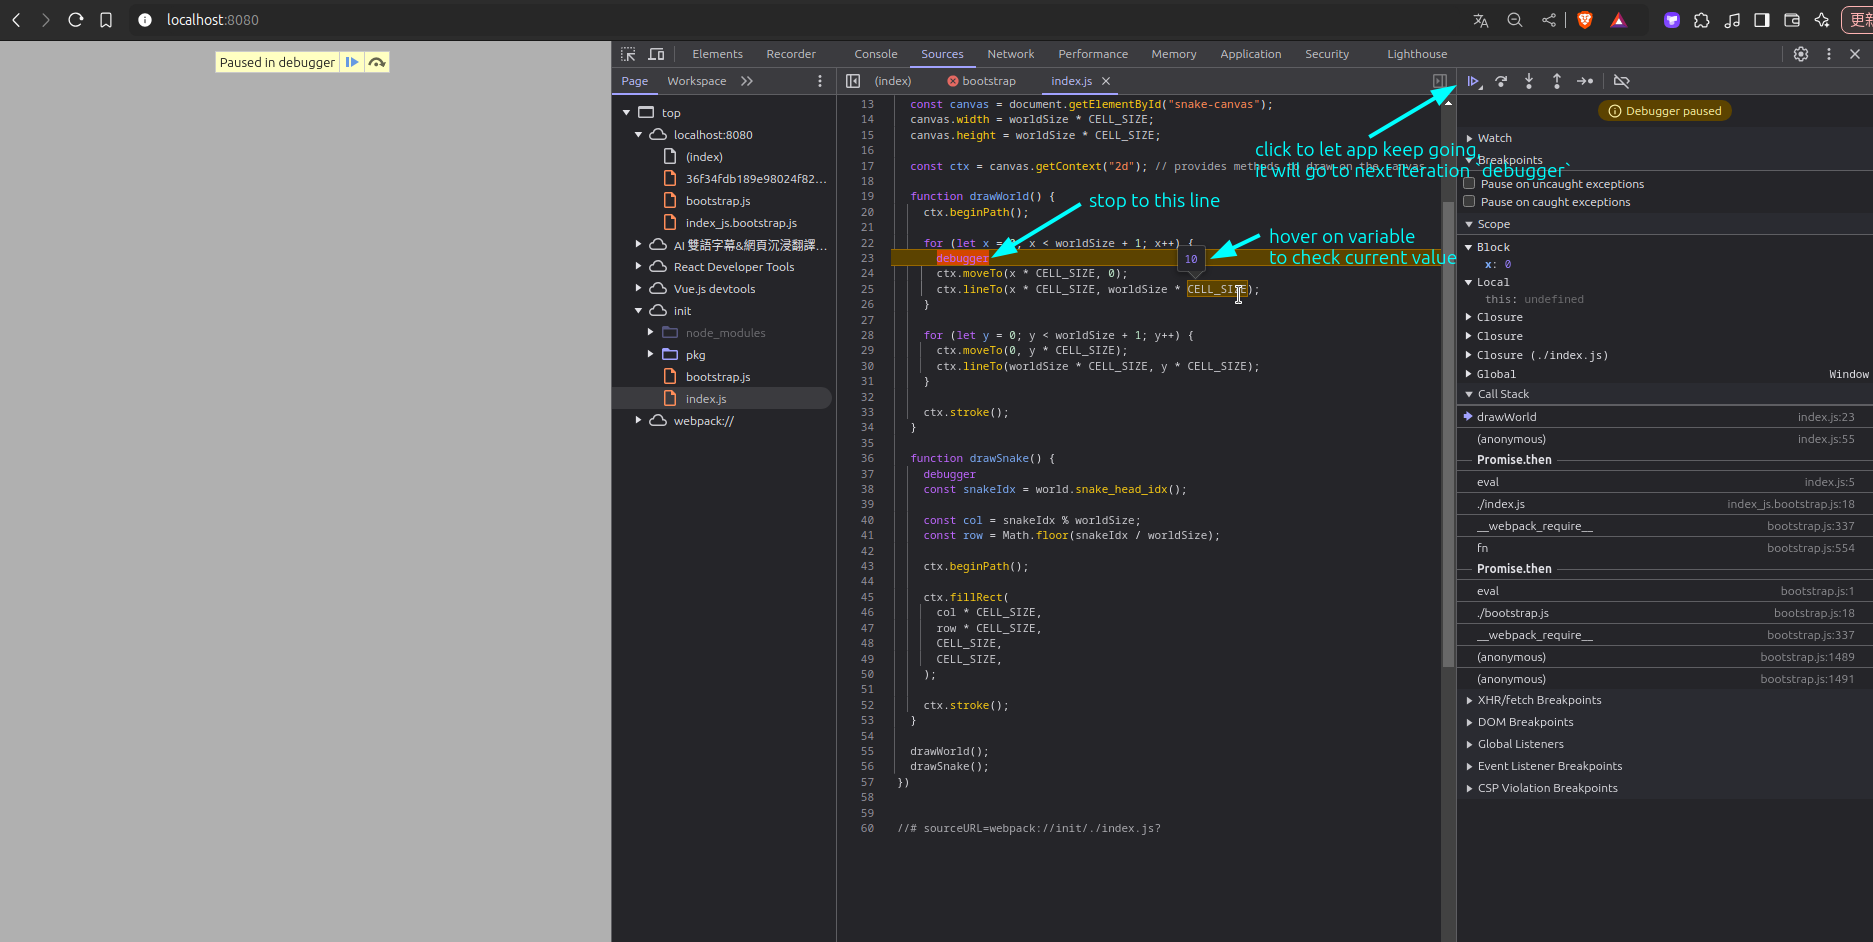 localhost:8080
更新
Paused in debugger
Elements Recorder Console Sources Network Performance Memory Application Security Lighthouse
Page Workspace
(index) bootstrap index.js
top
localhost:8080
(index)
36f34fdb189e98024f82...
bootstrap.js
index_js.bootstrap.js
AI 雙語字幕&網頁沉浸翻譯...
React Developer Tools
Vue.js devtools
init
node_modules
pkg
bootstrap.js
index.js
webpack://
13 const canvas = document.getElementById("snake-canvas");
14 canvas.width = worldSize * CELL_SIZE;
15 canvas.height = worldSize * CELL_SIZE;
16
17 const ctx = canvas.getContext("2d"); // provides methods to draw on the canvas
18
19 function drawWorld() {
20 ctx.beginPath();
21
22 for (let x = 0; x < worldSize + 1; x++) {
23 debugger
24 ctx.moveTo(x * CELL_SIZE, 0);
25 ctx.lineTo(x * CELL_SIZE, worldSize * CELL_SIZE);
26 }
27
28 for (let y = 0; y < worldSize + 1; y++) {
29 ctx.moveTo(0, y * CELL_SIZE);
30 ctx.lineTo(worldSize * CELL_SIZE, y * CELL_SIZE);
31 }
32
33 ctx.stroke();
34 }
35
36 function drawSnake() {
37 debugger
38 const snakeIdx = world.snake_head_idx();
39
40 const col = snakeIdx % worldSize;
41 const row = Math.floor(snakeIdx / worldSize);
42
43 ctx.beginPath();
44
45 ctx.fillRect(
46 col * CELL_SIZE,
47 row * CELL_SIZE,
48 CELL_SIZE,
49 CELL_SIZE,
50 );
51
52 ctx.stroke();
53 }
54
55 drawWorld();
56 drawSnake();
57 })
58
59
60 //# sourceURL=webpack://init/./index.js?
click to let app keep going,
it will go to next iteration `debugger`
stop to this line
hover on variable
to check current value
10
Debugger paused
Watch
Breakpoints
Pause on uncaught exceptions
Pause on caught exceptions
Scope
Block
x: 0
Local
this: undefined
Closure
Closure
Closure (./index.js)
Global Window
Call Stack
drawWorld index.js:23
(anonymous) index.js:55
Promise.then
eval index.js:5
./index.js index_js.bootstrap.js:18
__webpack_require__ bootstrap.js:337
fn bootstrap.js:554
Promise.then
eval bootstrap.js:1
./bootstrap.js bootstrap.js:18
__webpack_require__ bootstrap.js:337
(anonymous) bootstrap.js:1489
(anonymous) bootstrap.js:1491
XHR/fetch Breakpoints
DOM Breakpoints
Global Listeners
Event Listener Breakpoints
CSP Violation Breakpoints